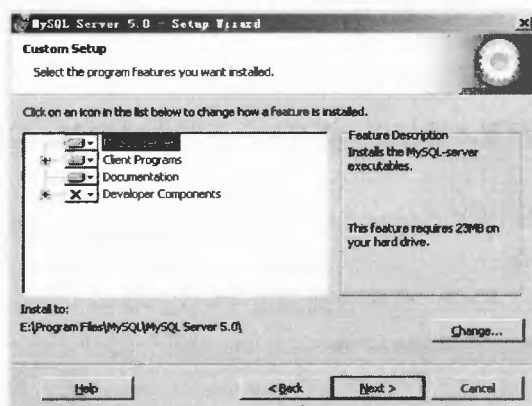 MySQL Server 5.0 - Setup Wizard
Custom Setup
Select the program features you want installed.
Click on an icon in the list below to change how a feature is installed.
Client Programs
Documentation
Developer Components
Feature Description
Installs the MySQL-server
executables.
This feature requires 23MB on
your hard drive.
Install to:
E:\Program Files\MySQL\MySQL Server 5.0\
Change...
Help
< Back
Next >
Cancel